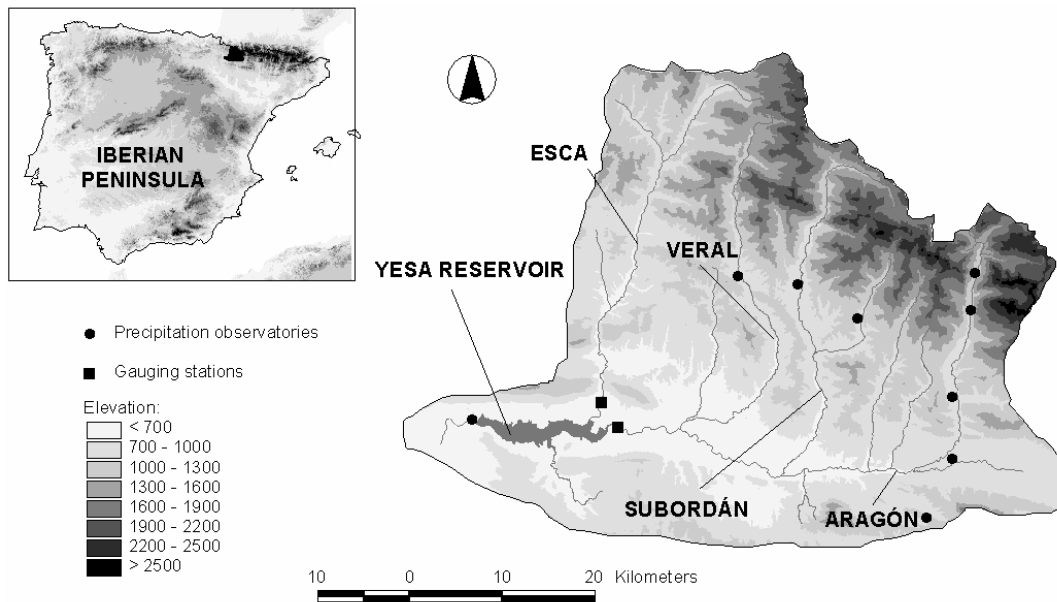 IBERIAN
PENINSULA
ESCA
VERAL
YESA RESERVOIR
Precipitation observatories
Gauging stations
Elevation:
< 700
700 - 1000
1000 - 1300
1300 - 1600
1600 - 1900
1900 - 2200
2200 - 2500
> 2500
SUBORDÁN
ARAGÓN
10 0 10 20 Kilometers